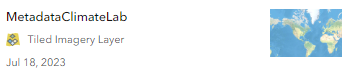 MetadataClimateLab
Tiled Imagery Layer
Jul 18, 2023